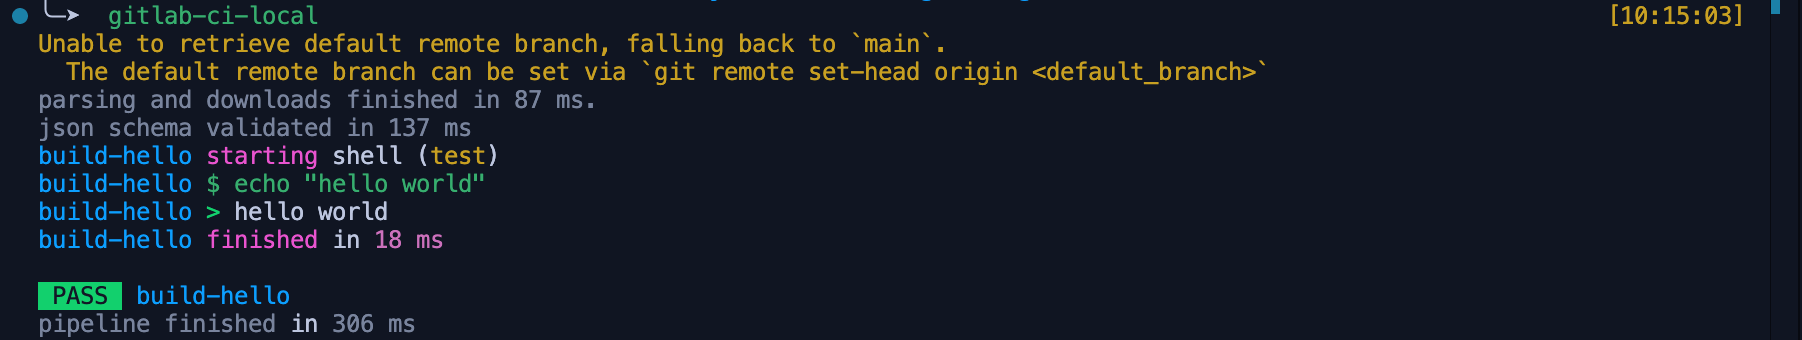 gitlab-ci-local [10:15:03]
Unable to retrieve default remote branch, falling back to `main`.
The default remote branch can be set via `git remote set-head origin <default_branch>`
parsing and downloads finished in 87 ms.
json schema validated in 137 ms
build-hello starting shell (test)
build-hello $ echo "hello world"
build-hello > hello world
build-hello finished in 18 ms
PASS build-hello
pipeline finished in 306 ms